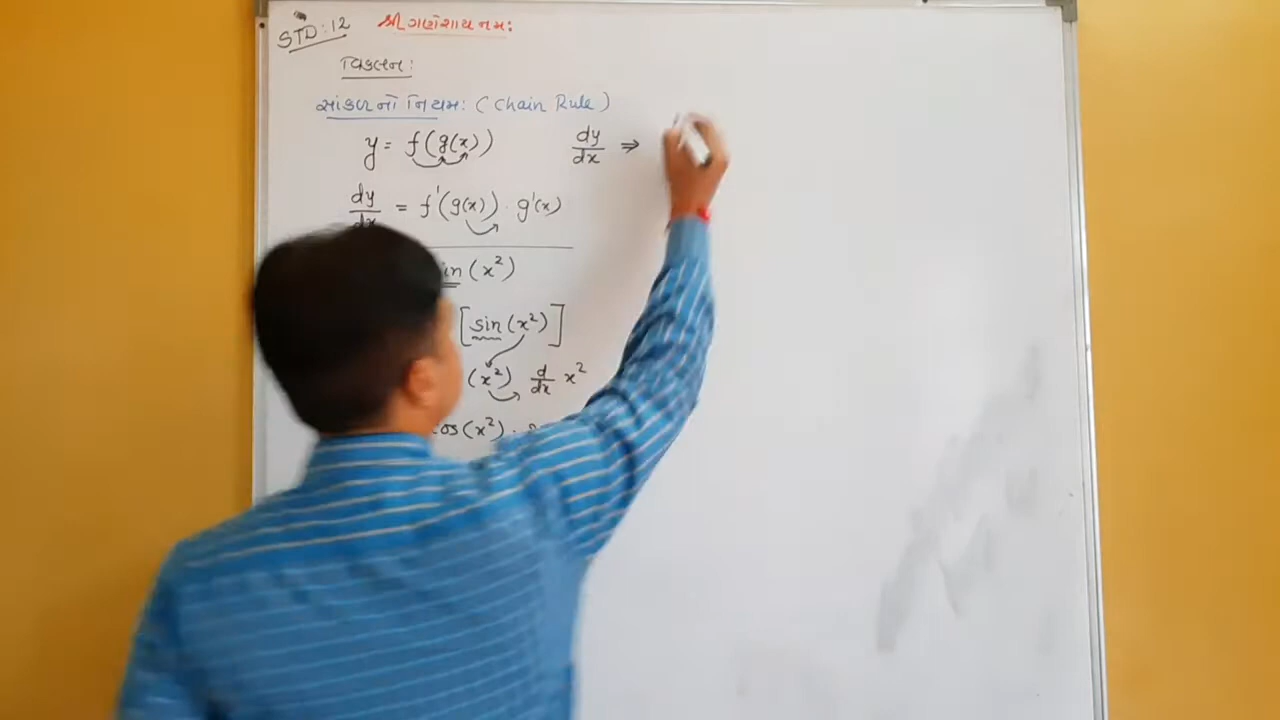 STD: 12
શ્રી ગણેશાય નમ:
વિકલન:
સાંકળનો નિયમ: (Chain Rule)
y = f(g(x))
dy/dx ⇒
dy/dx = f'(g(x)) · g'(x)
in (x²)
[sin (x²)]
(x²) d/dx x²
cos(x²) ·